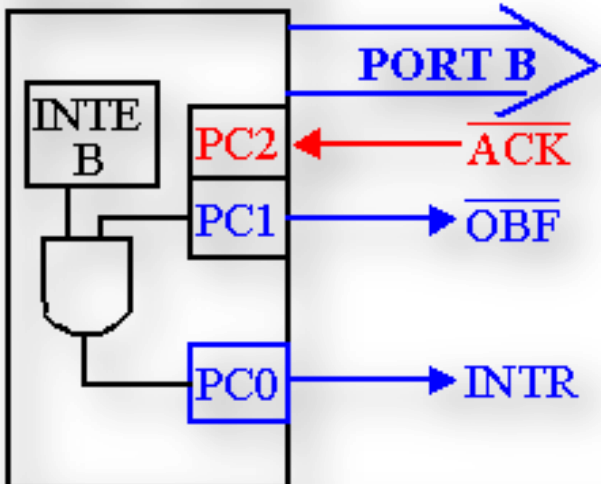 PORT B
INTE
B
PC2
ACK
PC1
OBF
PC0
INTR